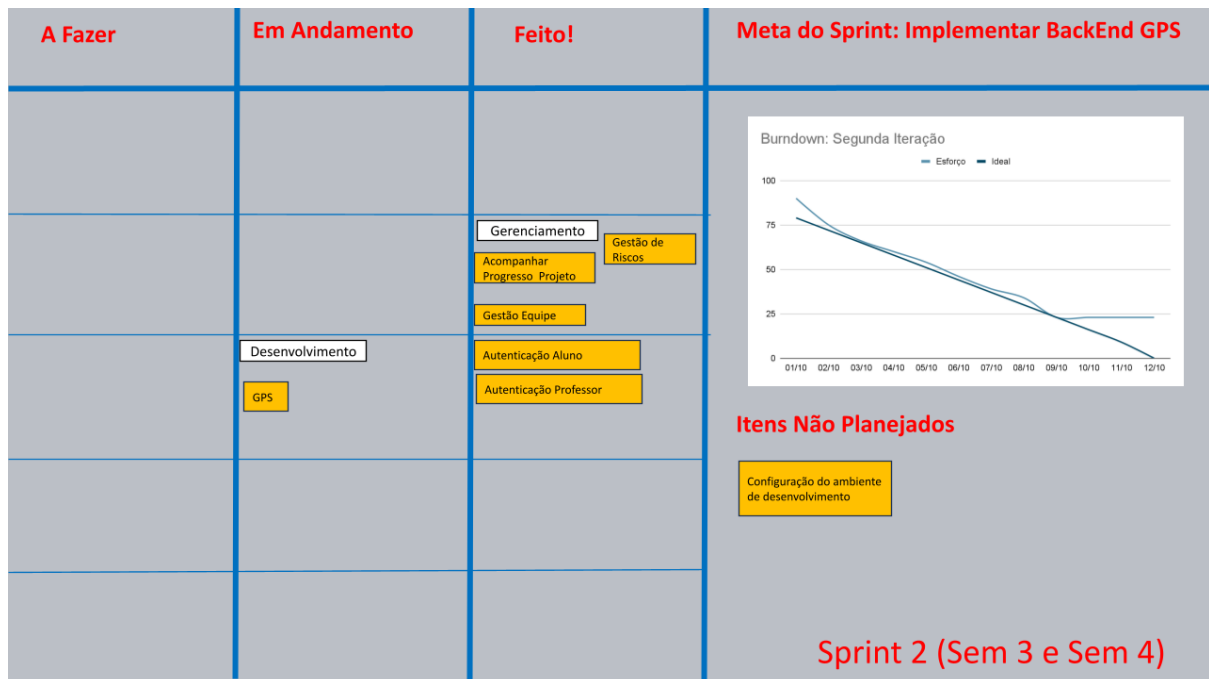 A Fazer
Em Andamento
Feito!
Meta do Sprint: Implementar BackEnd GPS
Burndown: Segunda Iteração
Esforço
Ideal
100
75
50
25
0
01/10 02/10 03/10 04/10 05/10 06/10 07/10 08/10 09/10 10/10 11/10 12/10
Gerenciamento
Gestão de
Riscos
Acompanhar
Progresso Projeto
Gestão Equipe
Desenvolvimento
GPS
Autenticação Aluno
Autenticação Professor
Itens Não Planejados
Configuração do ambiente
de desenvolvimento
Sprint 2 (Sem 3 e Sem 4)